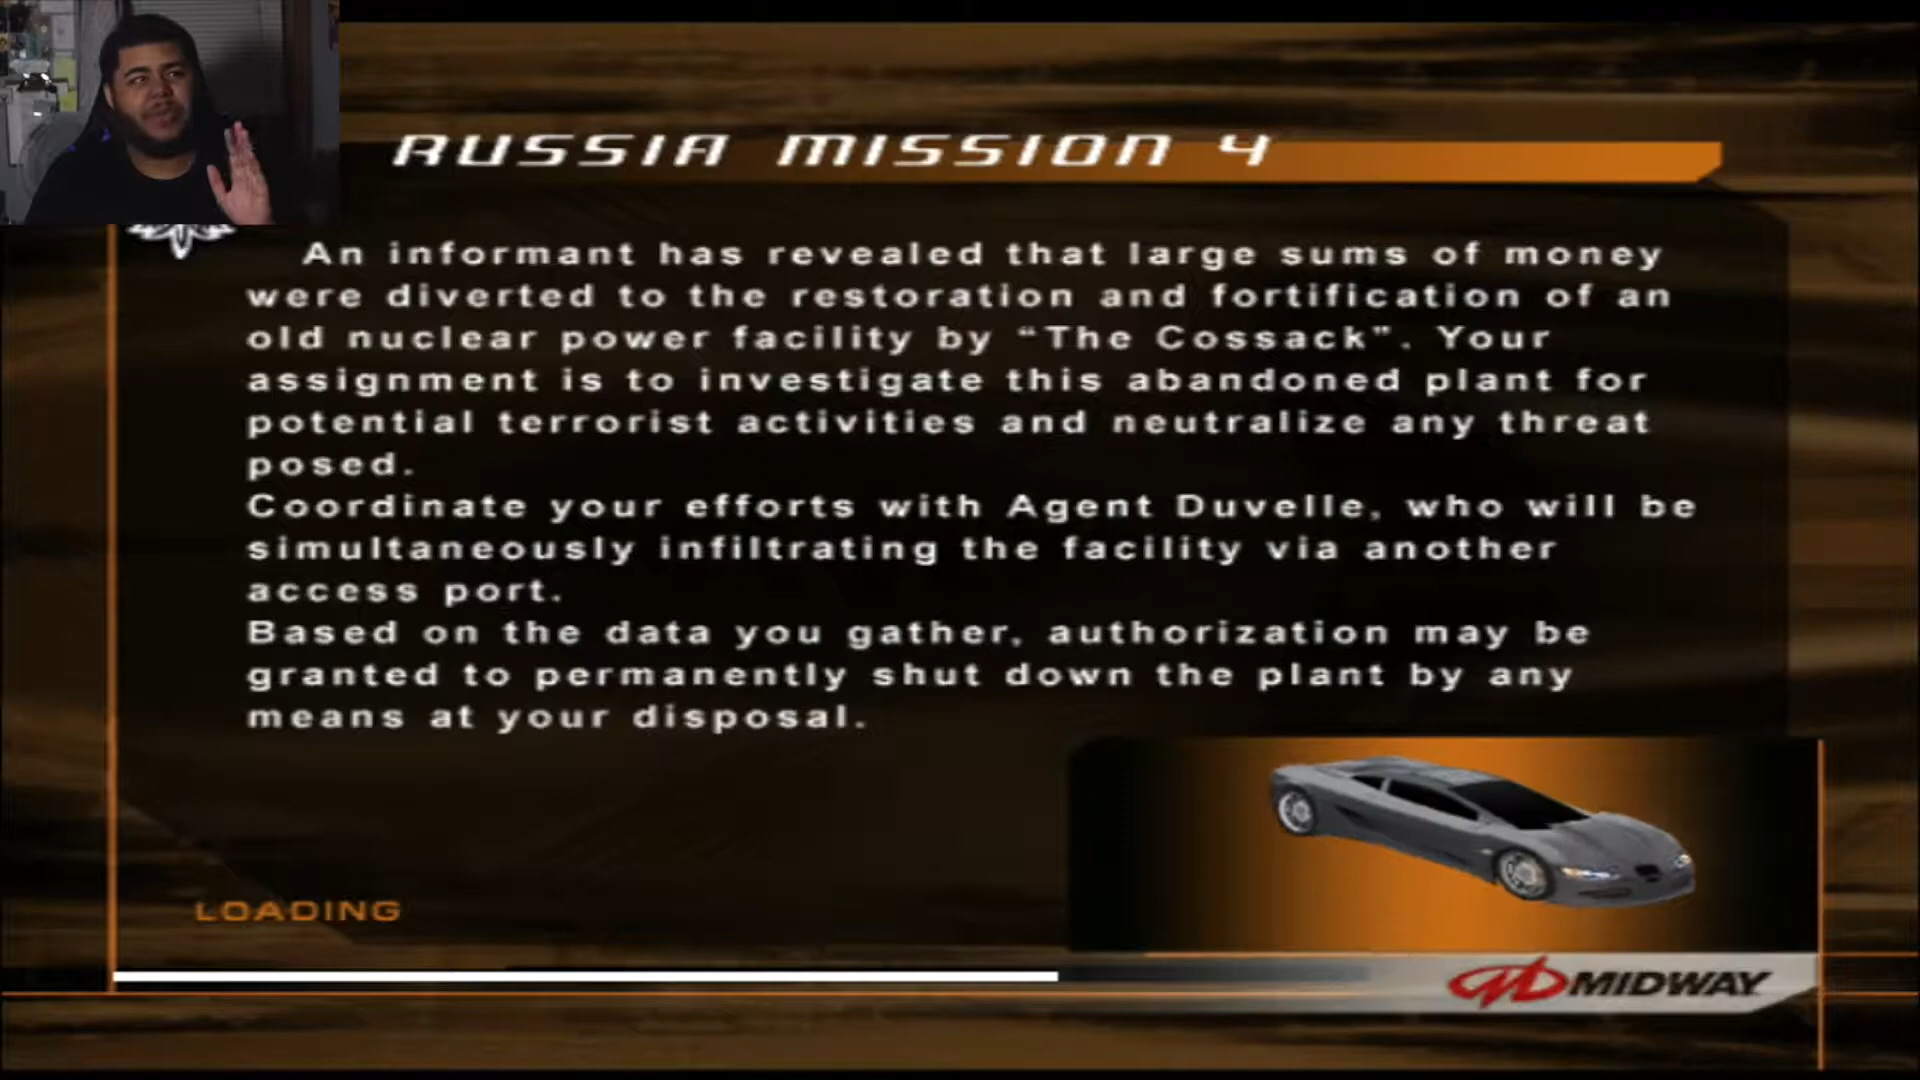 RUSSIA MISSION 4
An informant has revealed that large sums of money
were diverted to the restoration and fortification of an
old nuclear power facility by “The Cossack”. Your
assignment is to investigate this abandoned plant for
potential terrorist activities and neutralize any threat
posed.
Coordinate your efforts with Agent Duvelle, who will be
simultaneously infiltrating the facility via another
access port.
Based on the data you gather, authorization may be
granted to permanently shut down the plant by any
means at your disposal.
LOADING
MIDWAY